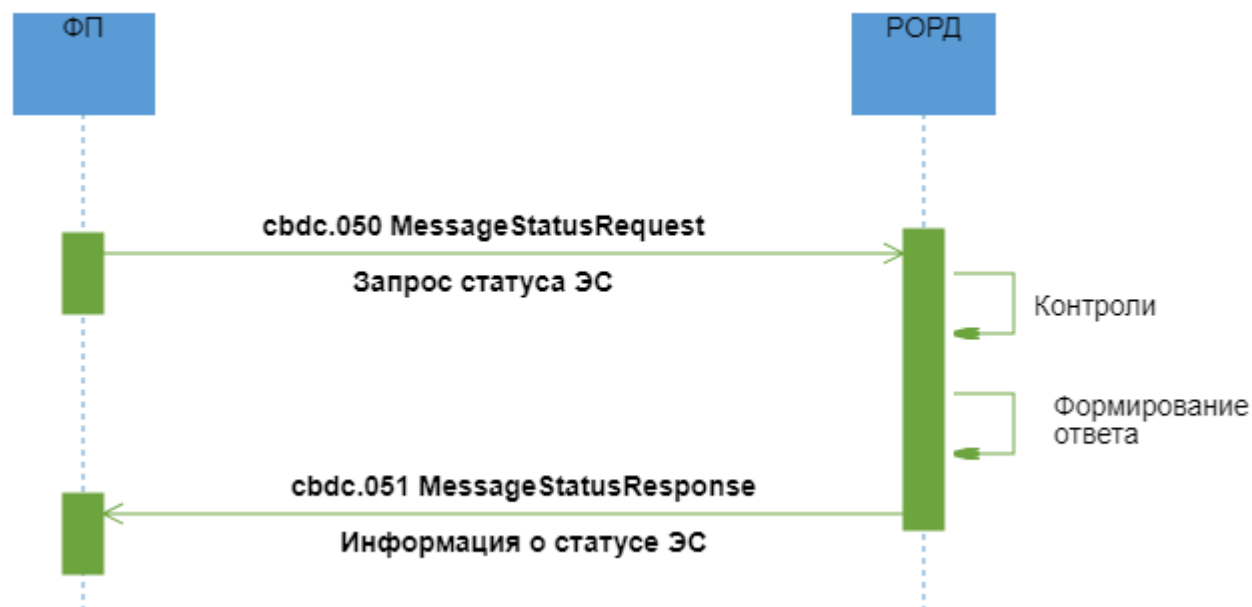 ФП
РОРД
cbdc.050 MessageStatusRequest
Запрос статуса ЭС
Контроли
Формирование
ответа
cbdc.051 MessageStatusResponse
Информация о статусе ЭС